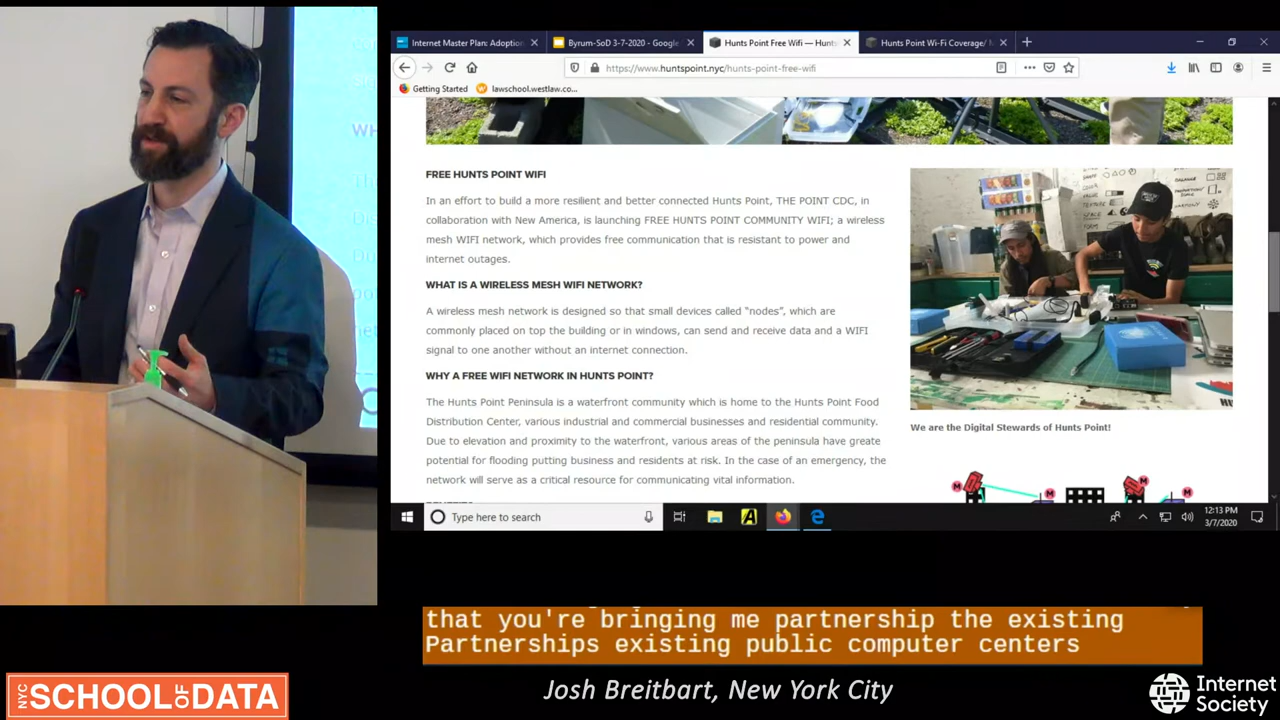 Internet Master Plan: Adoption
Byrum-SoD 3-7-2020 - Google
Hunts Point Free Wifi — Hunts
Hunts Point Wi-Fi Coverage/ M
https://www.huntspoint.nyc/hunts-point-free-wifi
Getting Started
lawschool.westlaw.co...
FREE HUNTS POINT WIFI
In an effort to build a more resilient and better connected Hunts Point, THE POINT CDC, in
collaboration with New America, is launching FREE HUNTS POINT COMMUNITY WIFI; a wireless
mesh WIFI network, which provides free communication that is resistant to power and
internet outages.
WHAT IS A WIRELESS MESH WIFI NETWORK?
A wireless mesh network is designed so that small devices called “nodes”, which are
commonly placed on top the building or in windows, can send and receive data and a WIFI
signal to one another without an internet connection.
WHY A FREE WIFI NETWORK IN HUNTS POINT?
The Hunts Point Peninsula is a waterfront community which is home to the Hunts Point Food
Distribution Center, various industrial and commercial businesses and residential community.
Due to elevation and proximity to the waterfront, various areas of the peninsula have greate
potential for flooding putting business and residents at risk. In the case of an emergency, the
network will serve as a critical resource for communicating vital information.
We are the Digital Stewards of Hunts Point!
M
M
M
M
Type here to search
12:13 PM
3/7/2020
that you're bringing me partnership the existing
Partnerships existing public computer centers
NYC SCHOOL OF DATA
Josh Breitbart, New York City
Internet
Society